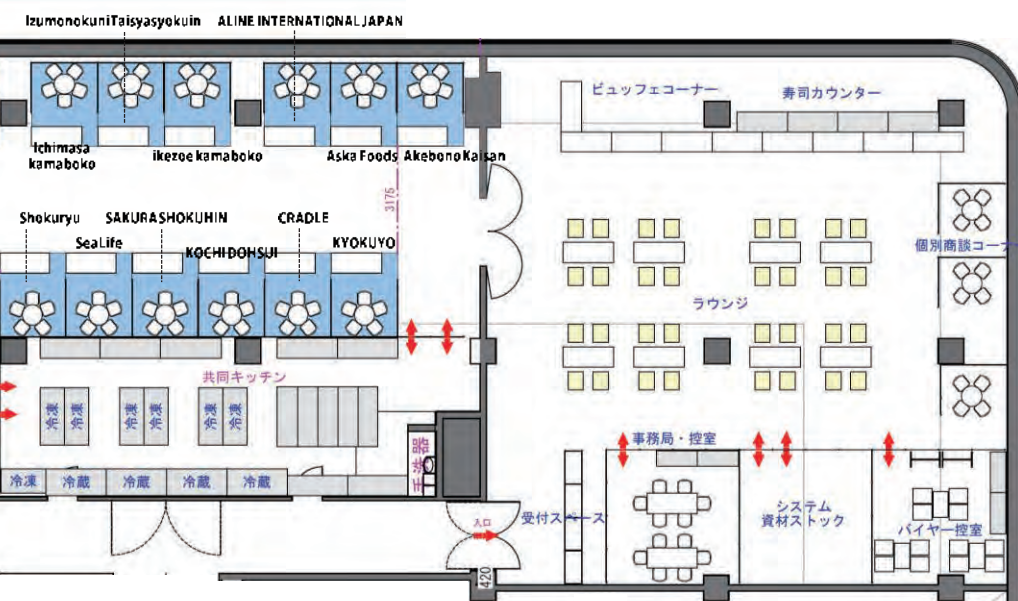 IzumonokuniTaisyasyokuin
ALINE INTERNATIONAL JAPAN
ビュッフェコーナー
寿司カウンター
Ichimasa
kamaboko
ikezoe kamaboko
Aska Foods
Akebono Kaisan
3175
Shokuryu
SAKURASHOKUHIN
CRADLE
SeaLife
KOCHIDOHSUI
KYOKUYO
個別商談コーナ
ラウンジ
共同キッチン
冷凍
冷凍
冷凍
冷凍
冷凍
冷凍
手洗器
事務局・控室
冷凍
冷蔵
冷蔵
冷蔵
冷蔵
入口
受付スペース
システム
資材ストック
バイヤー控室
420